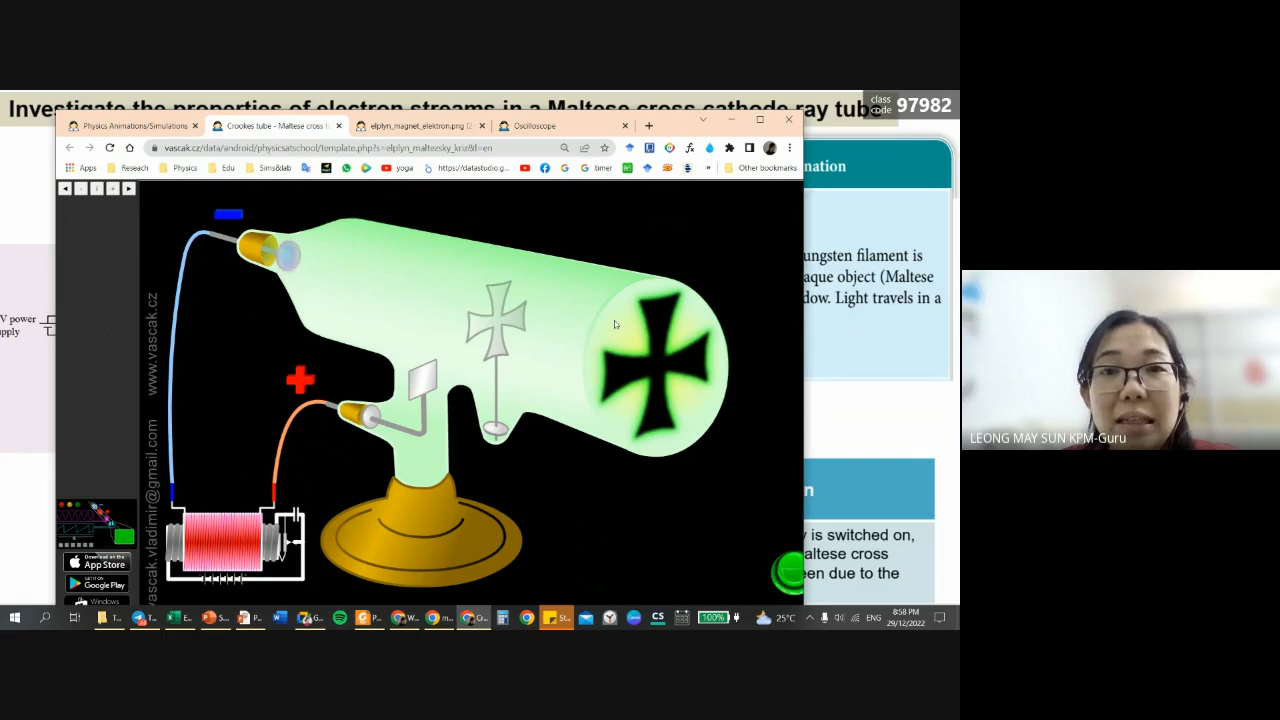 Investigate the properties of electron streams in a Maltese cross cathode ray tube
class
code 97982
Physics Animations/Simulations
Crookes tube - Maltese cross t
elplyn_magnet_elektron.png (2
Oscilloscope
vascak.cz/data/android/physicsatschool/template.php?s=elplyn_maltezsky_kriz&l=en
Apps
Reseach
Physics
Edu
Sims&lab
yoga
https://datastudio.g...
timer
Other bookmarks
nation
ungsten filament is
aque object (Maltese
dow. Light travels in a
V power
upply
www.vascak.cz
vascak.vladimir@gmail.com
LEONG MAY SUN KPM-Guru
n
y is switched on,
altese cross
een due to the
Download on the
App Store
GET IT ON
Google Play
Windows
100%
25°C
ENG
8:58 PM
29/12/2022